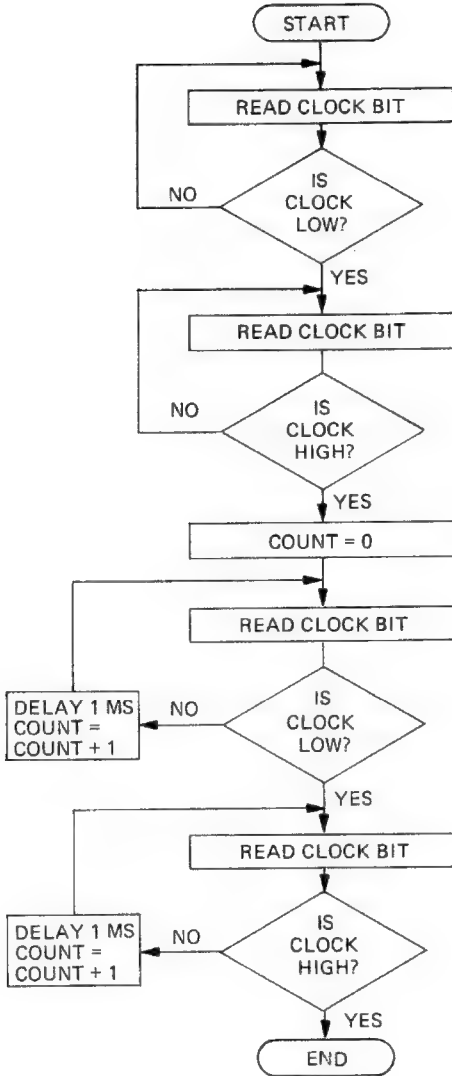 START
READ CLOCK BIT
IS
CLOCK
LOW?
NO
YES
READ CLOCK BIT
IS
CLOCK
HIGH?
NO
YES
COUNT = 0
READ CLOCK BIT
IS
CLOCK
LOW?
NO
DELAY 1 MS
COUNT =
COUNT + 1
YES
READ CLOCK BIT
IS
CLOCK
HIGH?
NO
DELAY 1 MS
COUNT =
COUNT + 1
YES
END